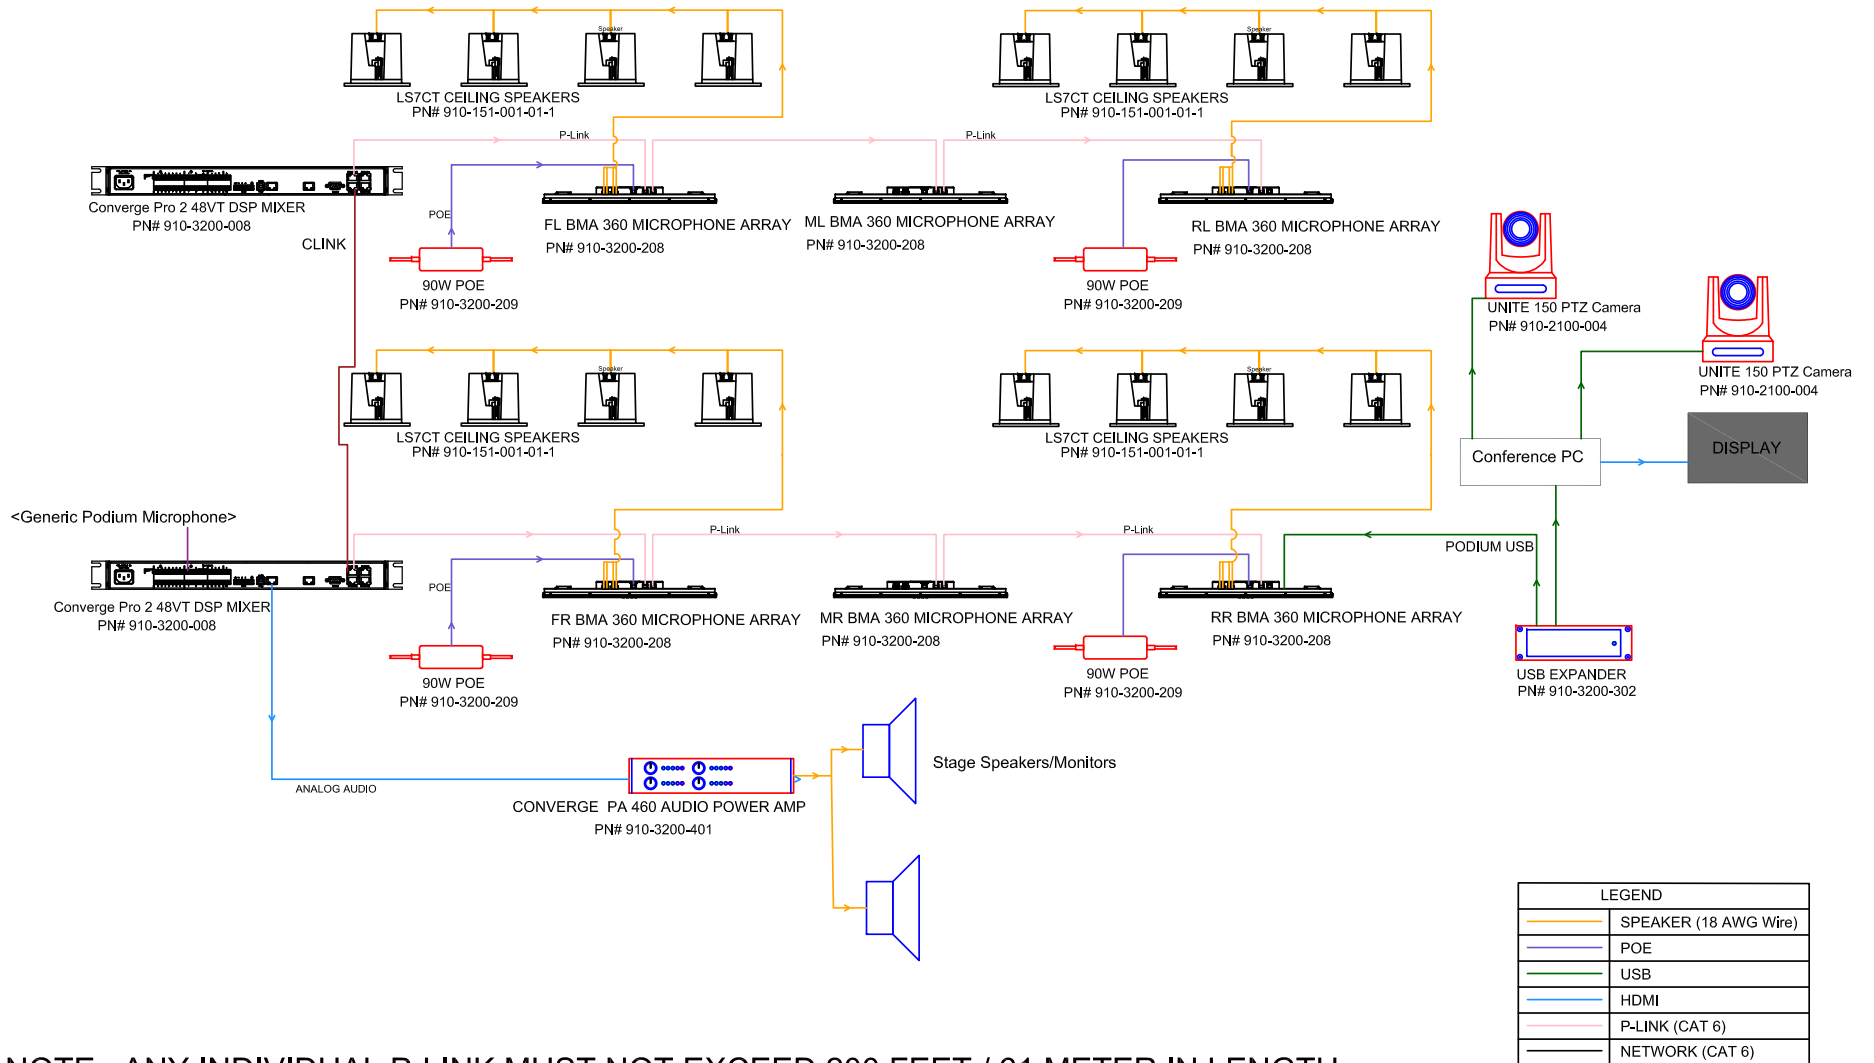 Speaker
Speaker
LS7CT CEILING SPEAKERS
PN# 910-151-001-01-1
LS7CT CEILING SPEAKERS
PN# 910-151-001-01-1
P-Link
P-Link
Converge Pro 2 48VT DSP MIXER
PN# 910-3200-008
CLINK
POE
FL BMA 360 MICROPHONE ARRAY
PN# 910-3200-208
ML BMA 360 MICROPHONE ARRAY
PN# 910-3200-208
RL BMA 360 MICROPHONE ARRAY
PN# 910-3200-208
90W POE
PN# 910-3200-209
90W POE
PN# 910-3200-209
UNITE 150 PTZ Camera
PN# 910-2100-004
UNITE 150 PTZ Camera
PN# 910-2100-004
Speaker
Speaker
LS7CT CEILING SPEAKERS
PN# 910-151-001-01-1
LS7CT CEILING SPEAKERS
PN# 910-151-001-01-1
Conference PC
DISPLAY
<Generic Podium Microphone>
P-Link
P-Link
PODIUM USB
Converge Pro 2 48VT DSP MIXER
PN# 910-3200-008
POE
FR BMA 360 MICROPHONE ARRAY
PN# 910-3200-208
MR BMA 360 MICROPHONE ARRAY
PN# 910-3200-208
RR BMA 360 MICROPHONE ARRAY
PN# 910-3200-208
90W POE
PN# 910-3200-209
90W POE
PN# 910-3200-209
USB EXPANDER
PN# 910-3200-302
ANALOG AUDIO
Stage Speakers/Monitors
CONVERGE PA 460 AUDIO POWER AMP
PN# 910-3200-401
LEGEND
SPEAKER (18 AWG Wire)
POE
USB
HDMI
P-LINK (CAT 6)
NETWORK (CAT 6)